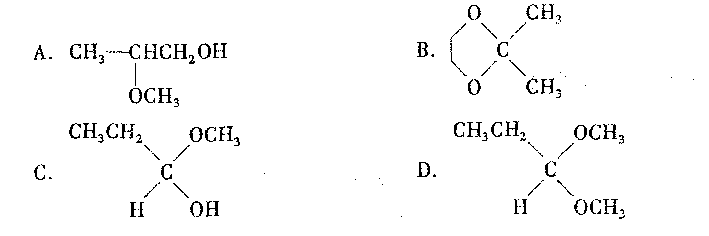 A. CH₃—CHCH₂OH
OCH₃
B. O CH₃
C
O CH₃
C. CH₃CH₂ OCH₃
C
H OH
D. CH₃CH₂ OCH₃
C
H OCH₃